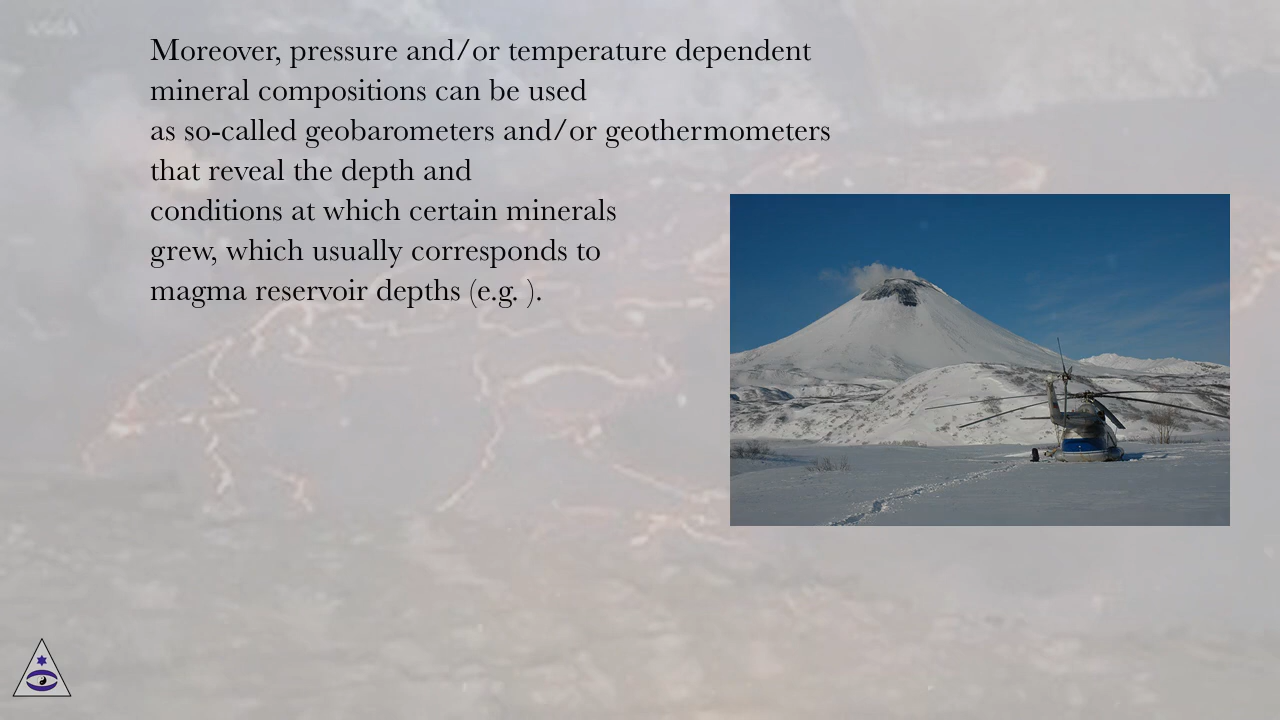 Moreover, pressure and/or temperature dependent
mineral compositions can be used
as so-called geobarometers and/or geothermometers
that reveal the depth and
conditions at which certain minerals
grew, which usually corresponds to
magma reservoir depths (e.g. ).